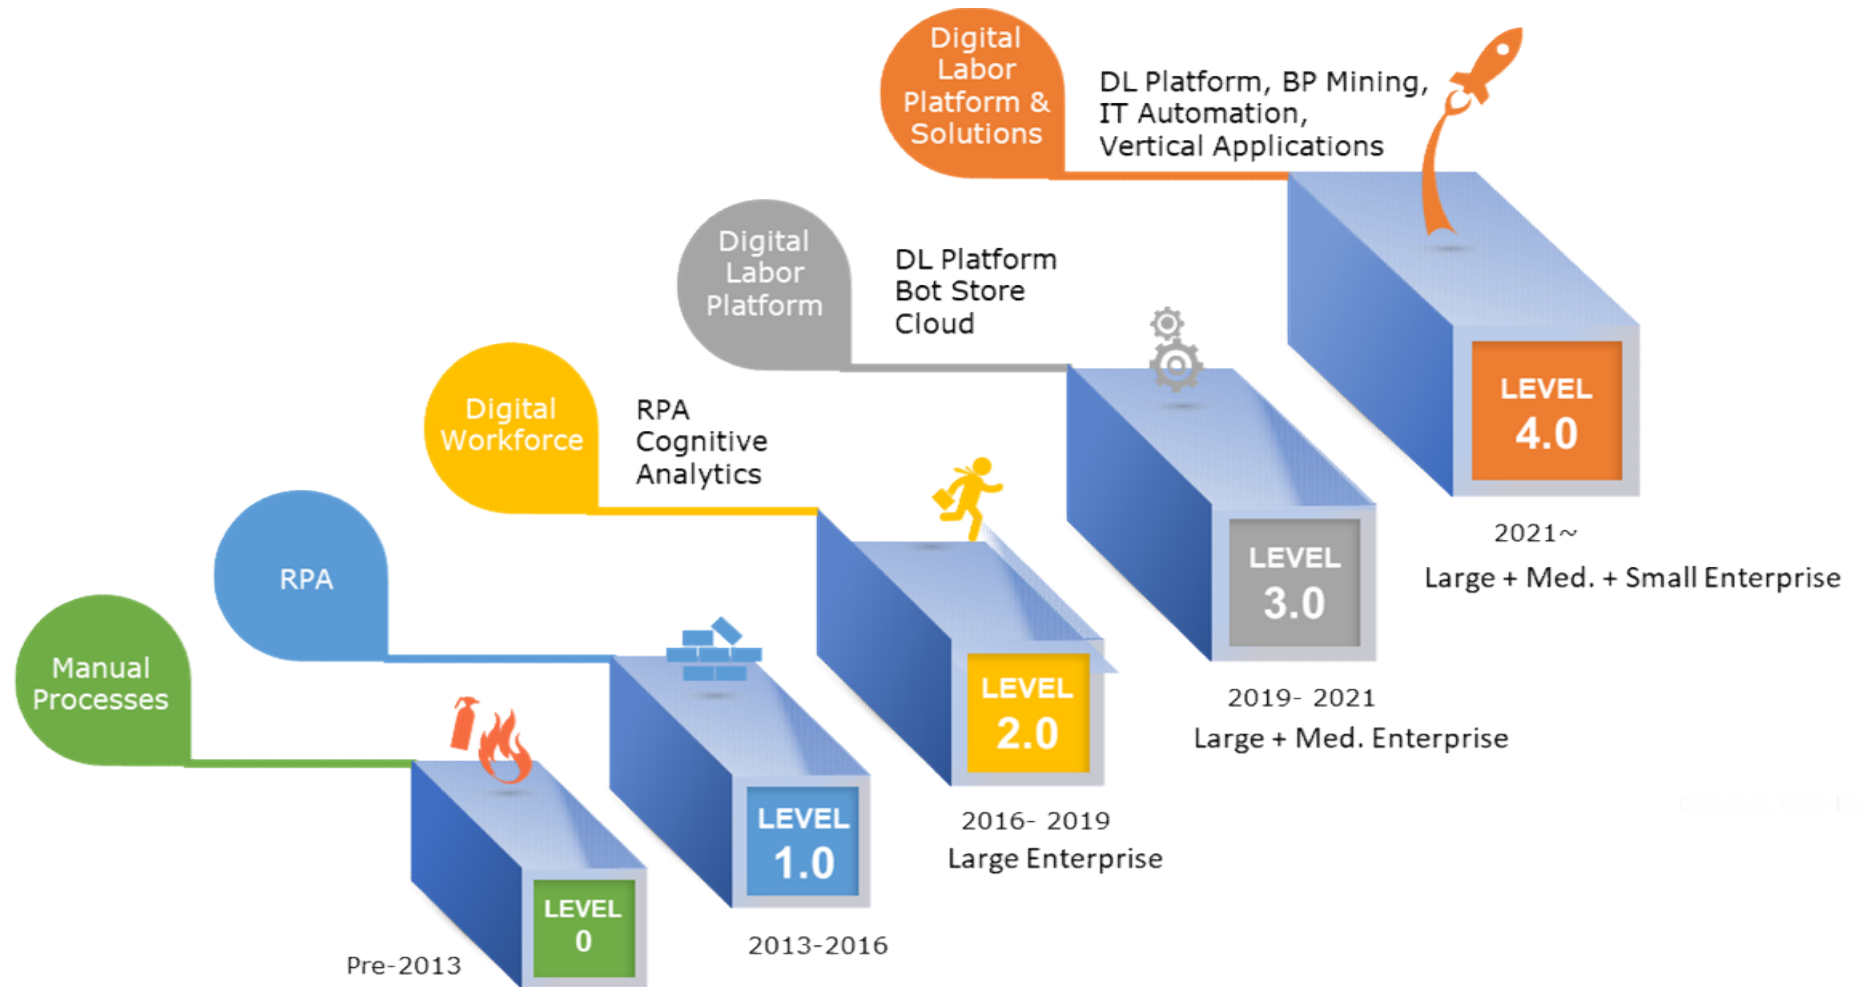 Digital
Labor
Platform &
Solutions
DL Platform, BP Mining,
IT Automation,
Vertical Applications
LEVEL
4.0
2021~
Large + Med. + Small Enterprise
Digital
Labor
Platform
DL Platform
Bot Store
Cloud
LEVEL
3.0
2019- 2021
Large + Med. Enterprise
Digital
Workforce
RPA
Cognitive
Analytics
LEVEL
2.0
2016- 2019
Large Enterprise
RPA
LEVEL
1.0
2013-2016
Manual
Processes
LEVEL
0
Pre-2013